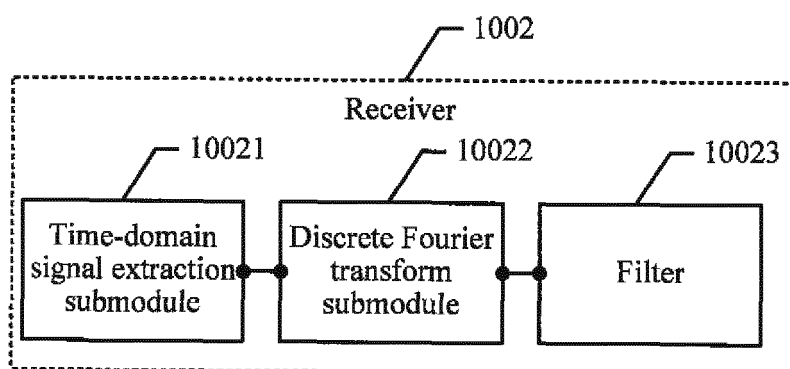 1002
Receiver
10021
10022
10023
Time-domain
signal extraction
submodule
Discrete Fourier
transform
submodule
Filter